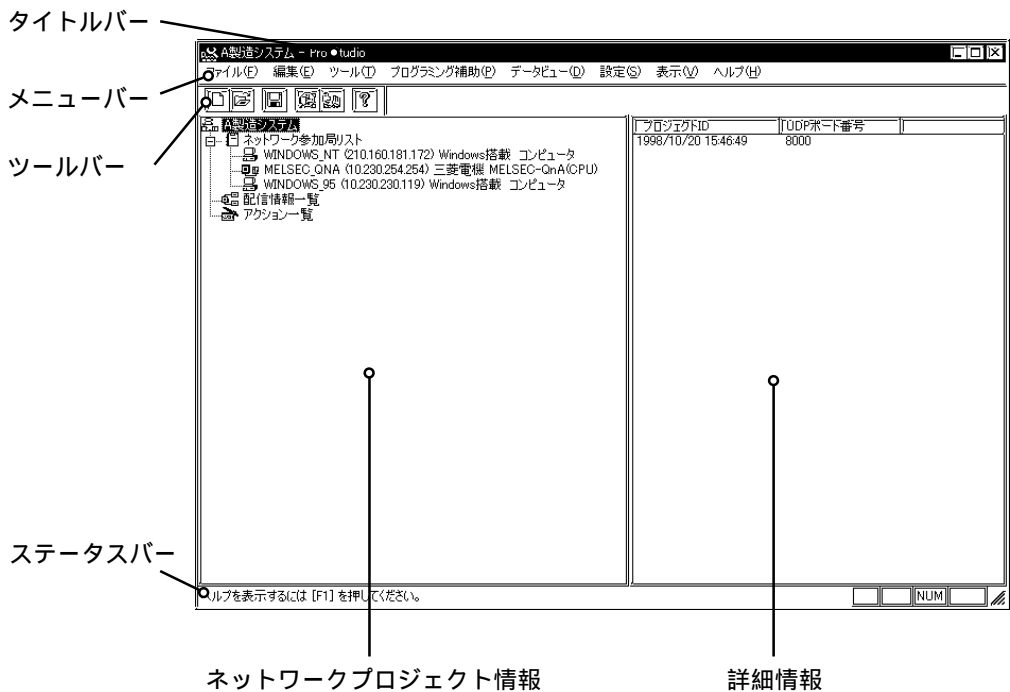 タイトルバー
A製造システム - Pro tudio
メニューバー
ファイル(F) 編集(E) ツール(T) プログラミング補助(P) データビュー(D) 設定(S) 表示(V) ヘルプ(H)
ツールバー
A製造システム
ネットワーク参加局リスト
WINDOWS_NT (210.160.181.172) Windows搭載 コンピュータ
MELSEC_QNA (10.230.254.254) 三菱電機 MELSEC-QnA(CPU)
WINDOWS_95 (10.230.230.119) Windows搭載 コンピュータ
配信情報一覧
アクション一覧
プロジェクトID UDPポート番号
1998/10/20 15:46:49 8000
ステータスバー
ヘルプを表示するには [F1] を押してください。
NUM
ネットワークプロジェクト情報
詳細情報